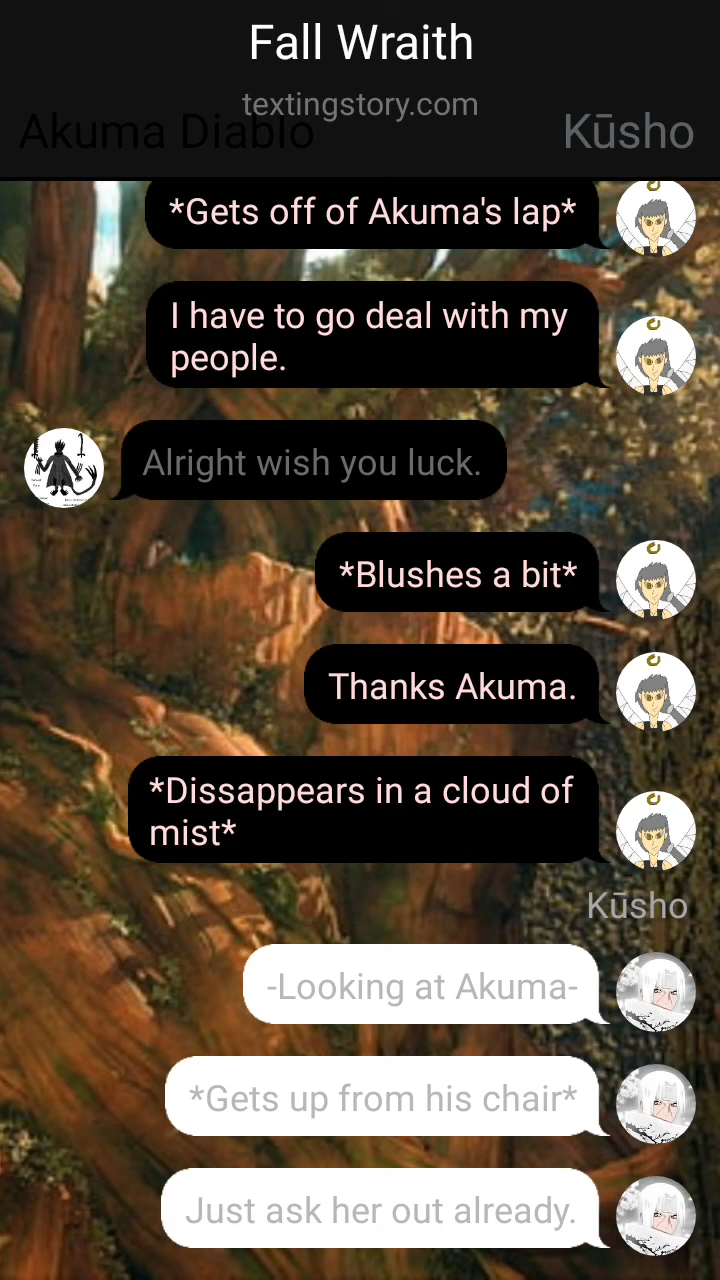 Fall Wraith
textingstory.com
Akuma Diablo
Kūsho
*Gets off of Akuma's lap*
I have to go deal with my
people.
Alright wish you luck.
*Blushes a bit*
Thanks Akuma.
*Dissappears in a cloud of
mist*
Kūsho
-Looking at Akuma-
*Gets up from his chair*
Just ask her out already.